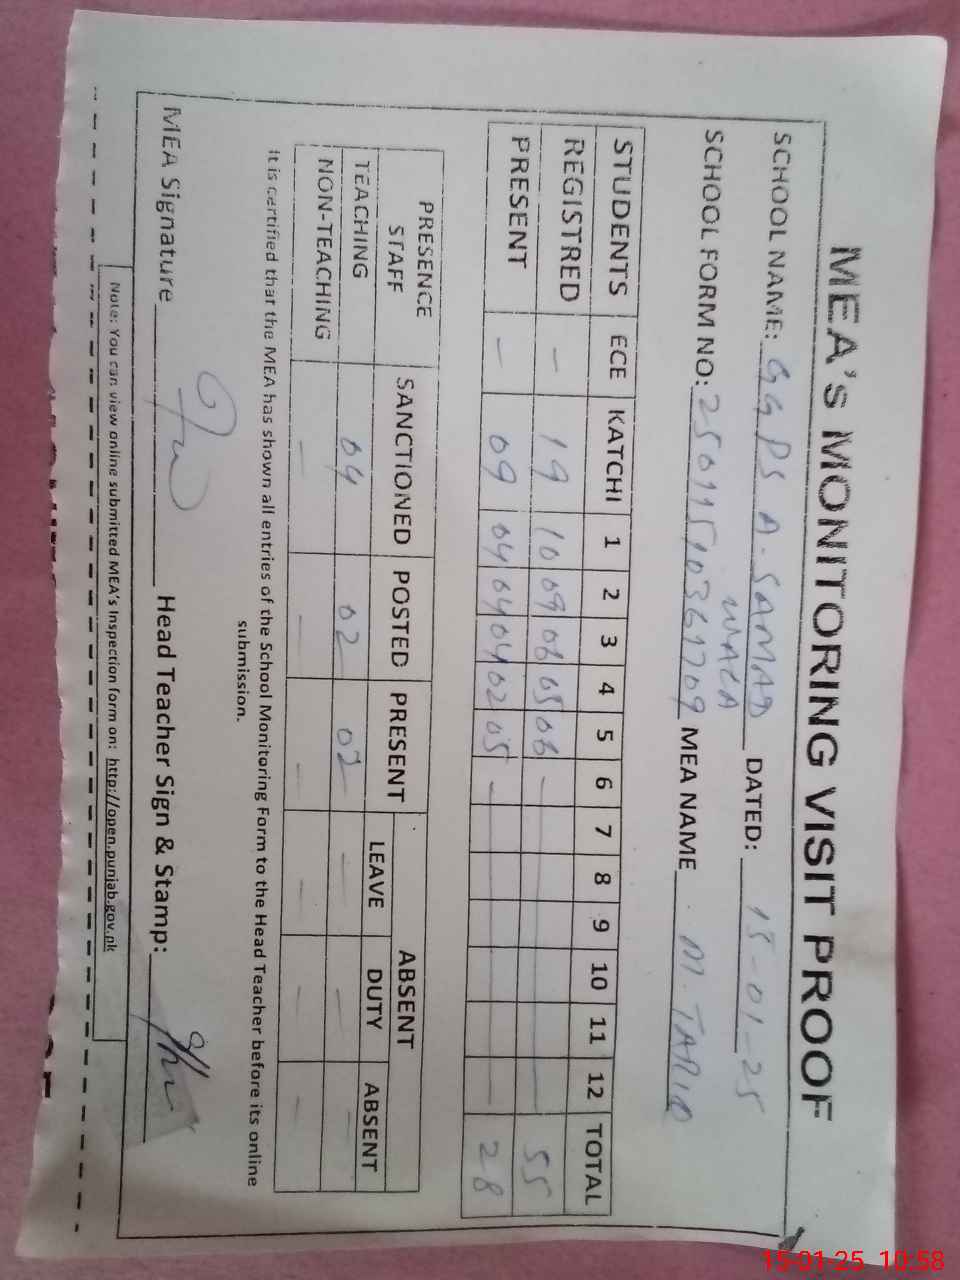 MEA'S MONITORING VISIT PROOF
SCHOOL NAME: GGPS A. SAMAD WALA DATED: 15-01-25
SCHOOL FORM NO: MEA NAME M. TARIQ
STUDENTS ECE KATCHI 1 2 3 4 5 6 7 8 9 10 11 12 TOTAL
REGISTRED - 19 10 09 06 05 06 - 55
PRESENT - 09 04 04 04 02 05 - 28
PRESENCE STAFF SANCTIONED POSTED PRESENT ABSENT
LEAVE DUTY ABSENT
TEACHING 04 02 02 - - -
NON-TEACHING - - - - - -
It is certified that the MEA has shown all entries of the School Monitoring Form to the Head Teacher before its online
submission.
MEA Signature Head Teacher Sign & Stamp:
Note: You can view online submitted MEA's Inspection form on: http://open.punjab.gov.pk
15-01-25 10:58